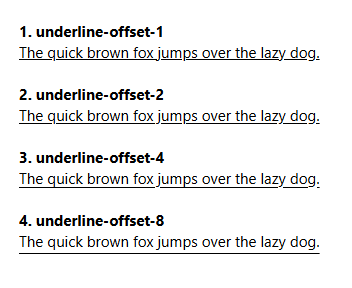 1. underline-offset-1
The quick brown fox jumps over the lazy dog.
2. underline-offset-2
The quick brown fox jumps over the lazy dog.
3. underline-offset-4
The quick brown fox jumps over the lazy dog.
4. underline-offset-8
The quick brown fox jumps over the lazy dog.